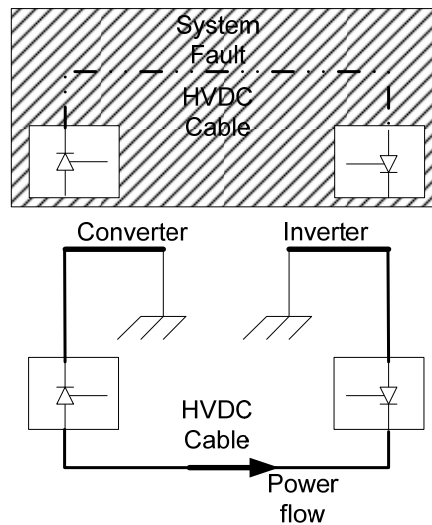 System
Fault
HVDC
Cable
Converter
Inverter
HVDC
Cable
Power
flow